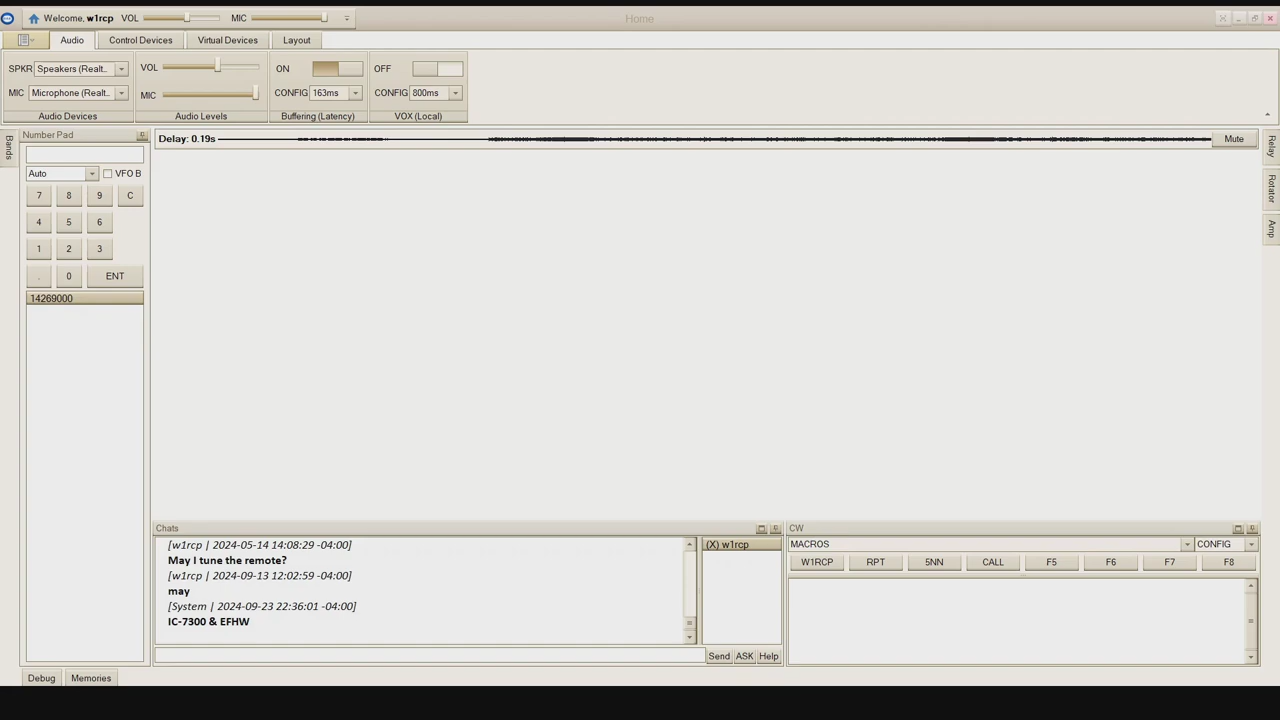 Welcome, w1rcp VOL MIC
Home
Audio Control Devices Virtual Devices Layout
SPKR Speakers (Realt.. VOL ON OFF
MIC Microphone (Realt.. MIC CONFIG 163ms CONFIG 800ms
Audio Devices Audio Levels Buffering (Latency) VOX (Local)
Bands
Number Pad
Auto VFO B
7 8 9 C
4 5 6
1 2 3
. 0 ENT
14269000
Delay: 0.19s Mute
Relay
Rotator
Amp
Chats
[w1rcp | 2024-05-14 14:08:29 -04:00]
May I tune the remote?
[w1rcp | 2024-09-13 12:02:59 -04:00]
may
[System | 2024-09-23 22:36:01 -04:00]
IC-7300 & EFHW
(X) w1rcp
Send ASK Help
CW
MACROS CONFIG
W1RCP RPT 5NN CALL F5 F6 F7 F8
Debug Memories